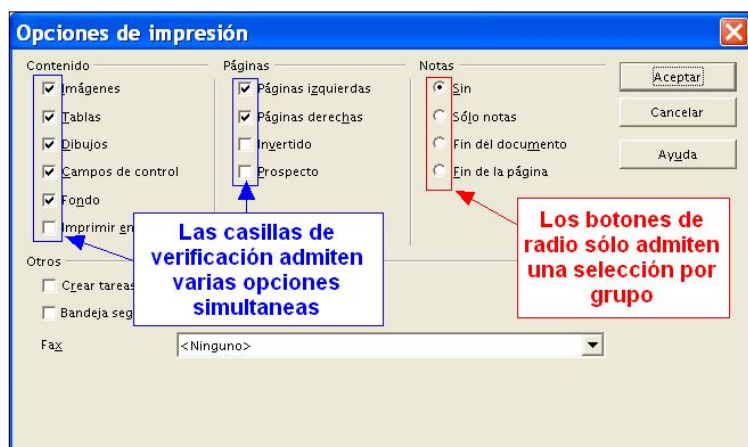 Opciones de impresión
Contenido
Imágenes
Tablas
Dibujos
Campos de control
Fondo
Imprimir en
Páginas
Páginas izquierdas
Páginas derechas
Invertido
Prospecto
Notas
Sin
Sólo notas
Fin del documento
Fin de la página
Aceptar
Cancelar
Ayuda
Las casillas de
verificación admiten
varias opciones
simultaneas
Los botones de
radio sólo admiten
una selección por
grupo
Otros
Crear tareas
Bandeja seg
Fax
<Ninguno>